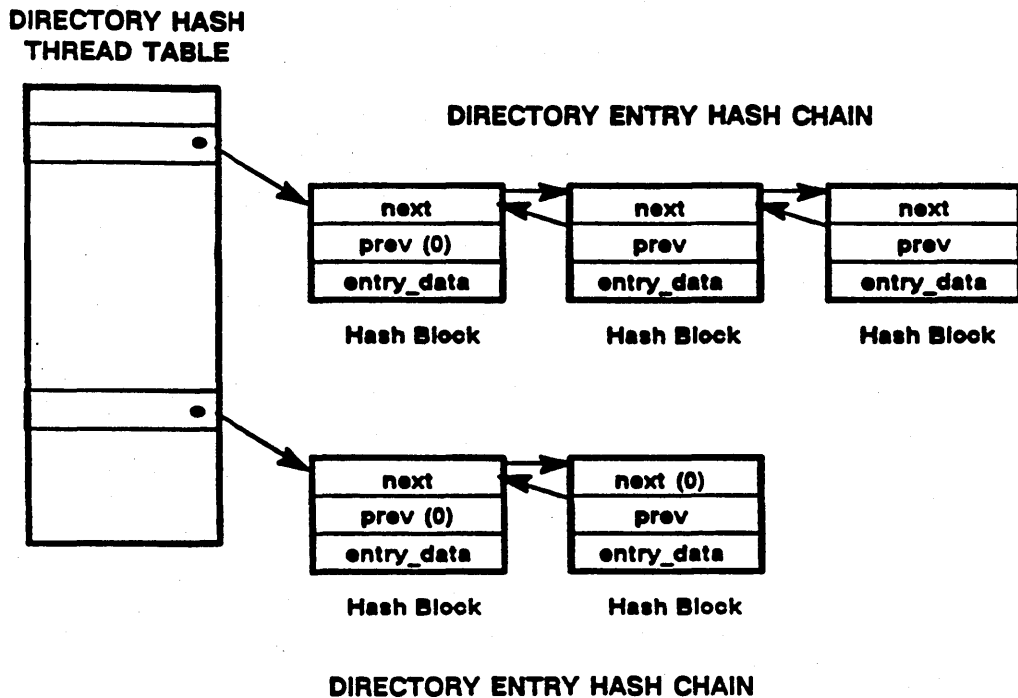 DIRECTORY HASH
THREAD TABLE
DIRECTORY ENTRY HASH CHAIN
next
prev (0)
entry_data
Hash Block
next
prev
entry_data
Hash Block
next
prev
entry_data
Hash Block
next
prev (0)
entry_data
Hash Block
next (0)
prev
entry_data
Hash Block
DIRECTORY ENTRY HASH CHAIN